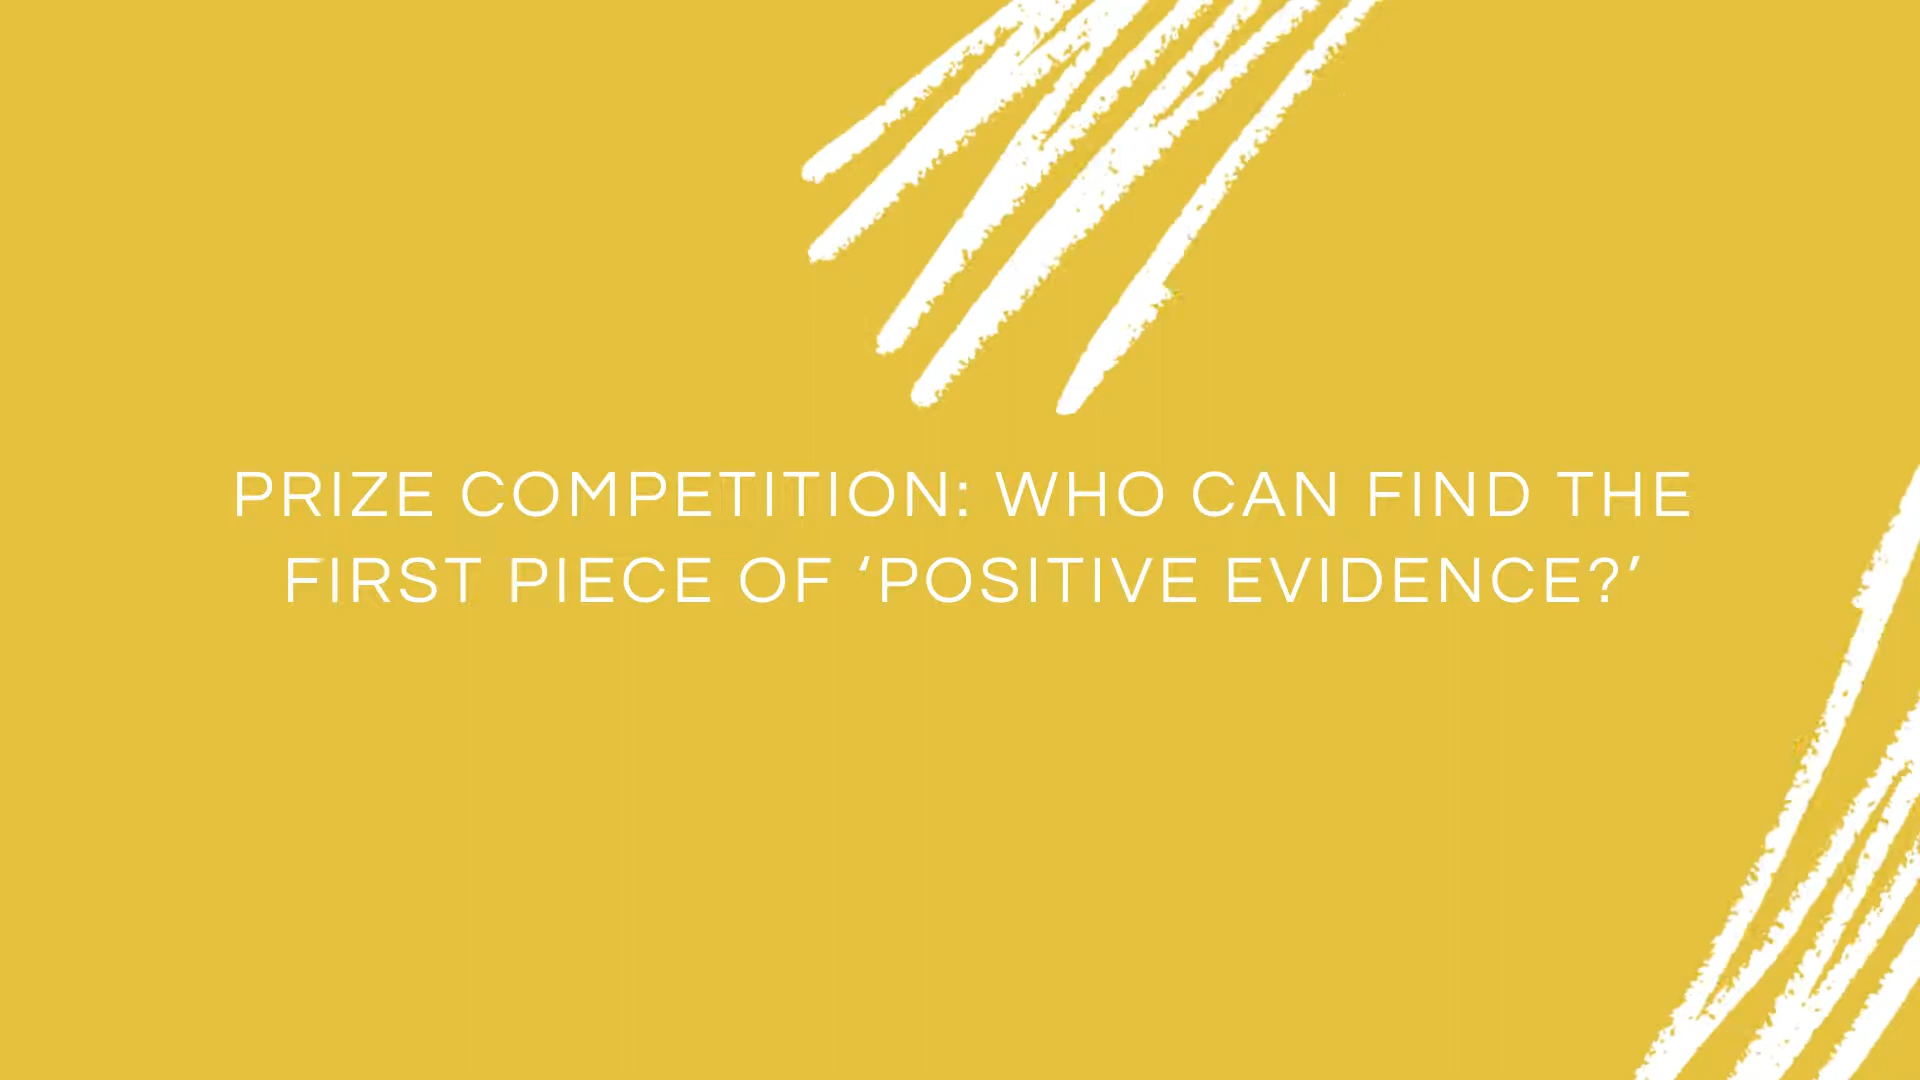 PRIZE COMPETITION: WHO CAN FIND THE
FIRST PIECE OF ‘POSITIVE EVIDENCE?’